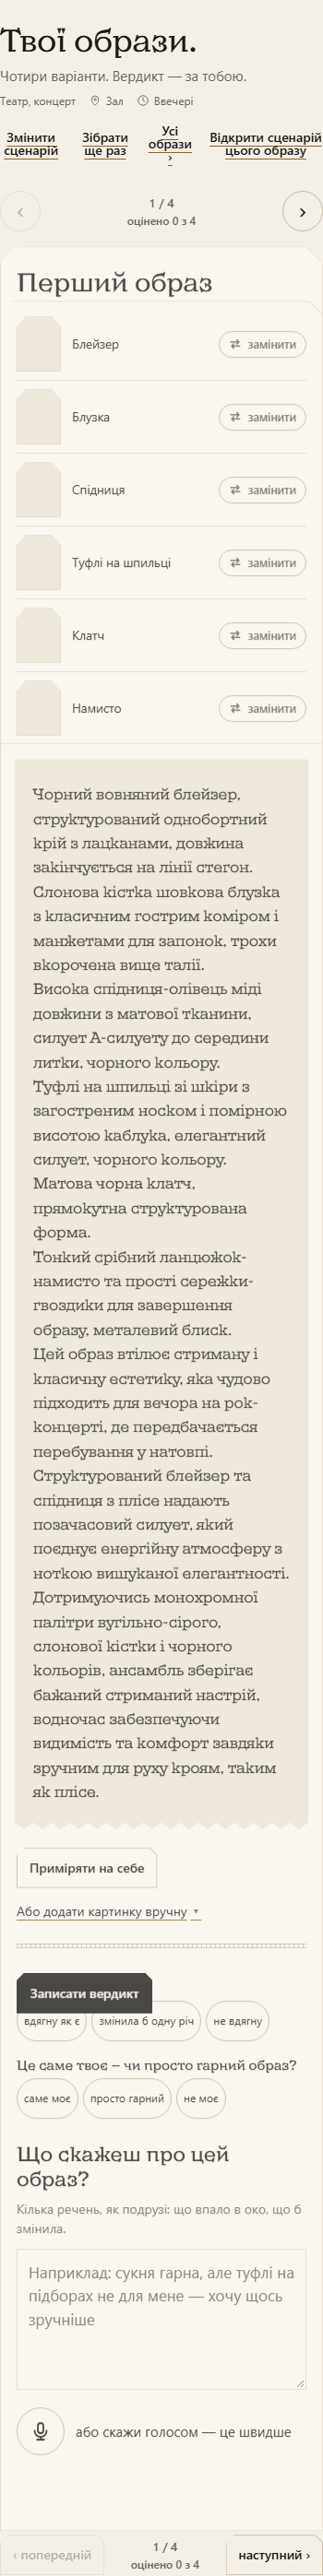 Твої образи.
Чотири варіанти. Вердикт — за тобою.
Театр, концерт Зал Ввечері
Змінити сценарій
Зібрати ще раз
Усі образи ›
Відкрити сценарій цього образу
‹
1 / 4
оцінено 0 з 4
›
Перший образ
Блейзер замінити
Блузка замінити
Спідниця замінити
Туфлі на шпильці замінити
Клатч замінити
Намисто замінити
Чорний вовняний блейзер,
структурований однобортний
крій з лацканами, довжина
закінчується на лінії стегон.
Слонова кістка шовкова блузка
з класичним гострим коміром і
манжетами для запонок, трохи
вкорочена вище талії.
Висока спідниця-олівець міді
довжини з матової тканини,
силует А-силуету до середини
литки, чорного кольору.
Туфлі на шпильці зі шкіри з
загостреним носком і помірною
висотою каблука, елегантний
силует, чорного кольору.
Матова чорна клатч,
прямокутна структурована
форма.
Тонкий срібний ланцюжок-
намисто та прості сережки-
гвоздики для завершення
образу, металевий блиск.
Цей образ втілює стриману і
класичну естетику, яка чудово
підходить для вечора на рок-
концерті, де передбачається
перебування у натовпі.
Структурований блейзер та
спідниця з плісе надають
позачасовий силует, який
поєднує енергійну атмосферу з
ноткою вишуканої елегантності.
Дотримуючись монохромної
палітри вугільно-сірого,
слонової кістки і чорного
кольорів, ансамбль зберігає
бажаний стриманий настрій,
водночас забезпечуючи
видимість та комфорт завдяки
зручним для руху кроям, таким
як плісе.
Приміряти на себе
Або додати картинку вручну ▾
Записати вердикт
вдягну як є змінила б одну річ не вдягну
Це саме твоє — чи просто гарний образ?
саме моє просто гарний не моє
Що скажеш про цей
образ?
Кілька речень, як подрузі: що впало в око, що б
змінила.
Наприклад: сукня гарна, але туфлі на
підборах не для мене — хочу щось
зручніше
або скажи голосом — це швидше
‹ попередній
1 / 4
оцінено 0 з 4
наступний ›